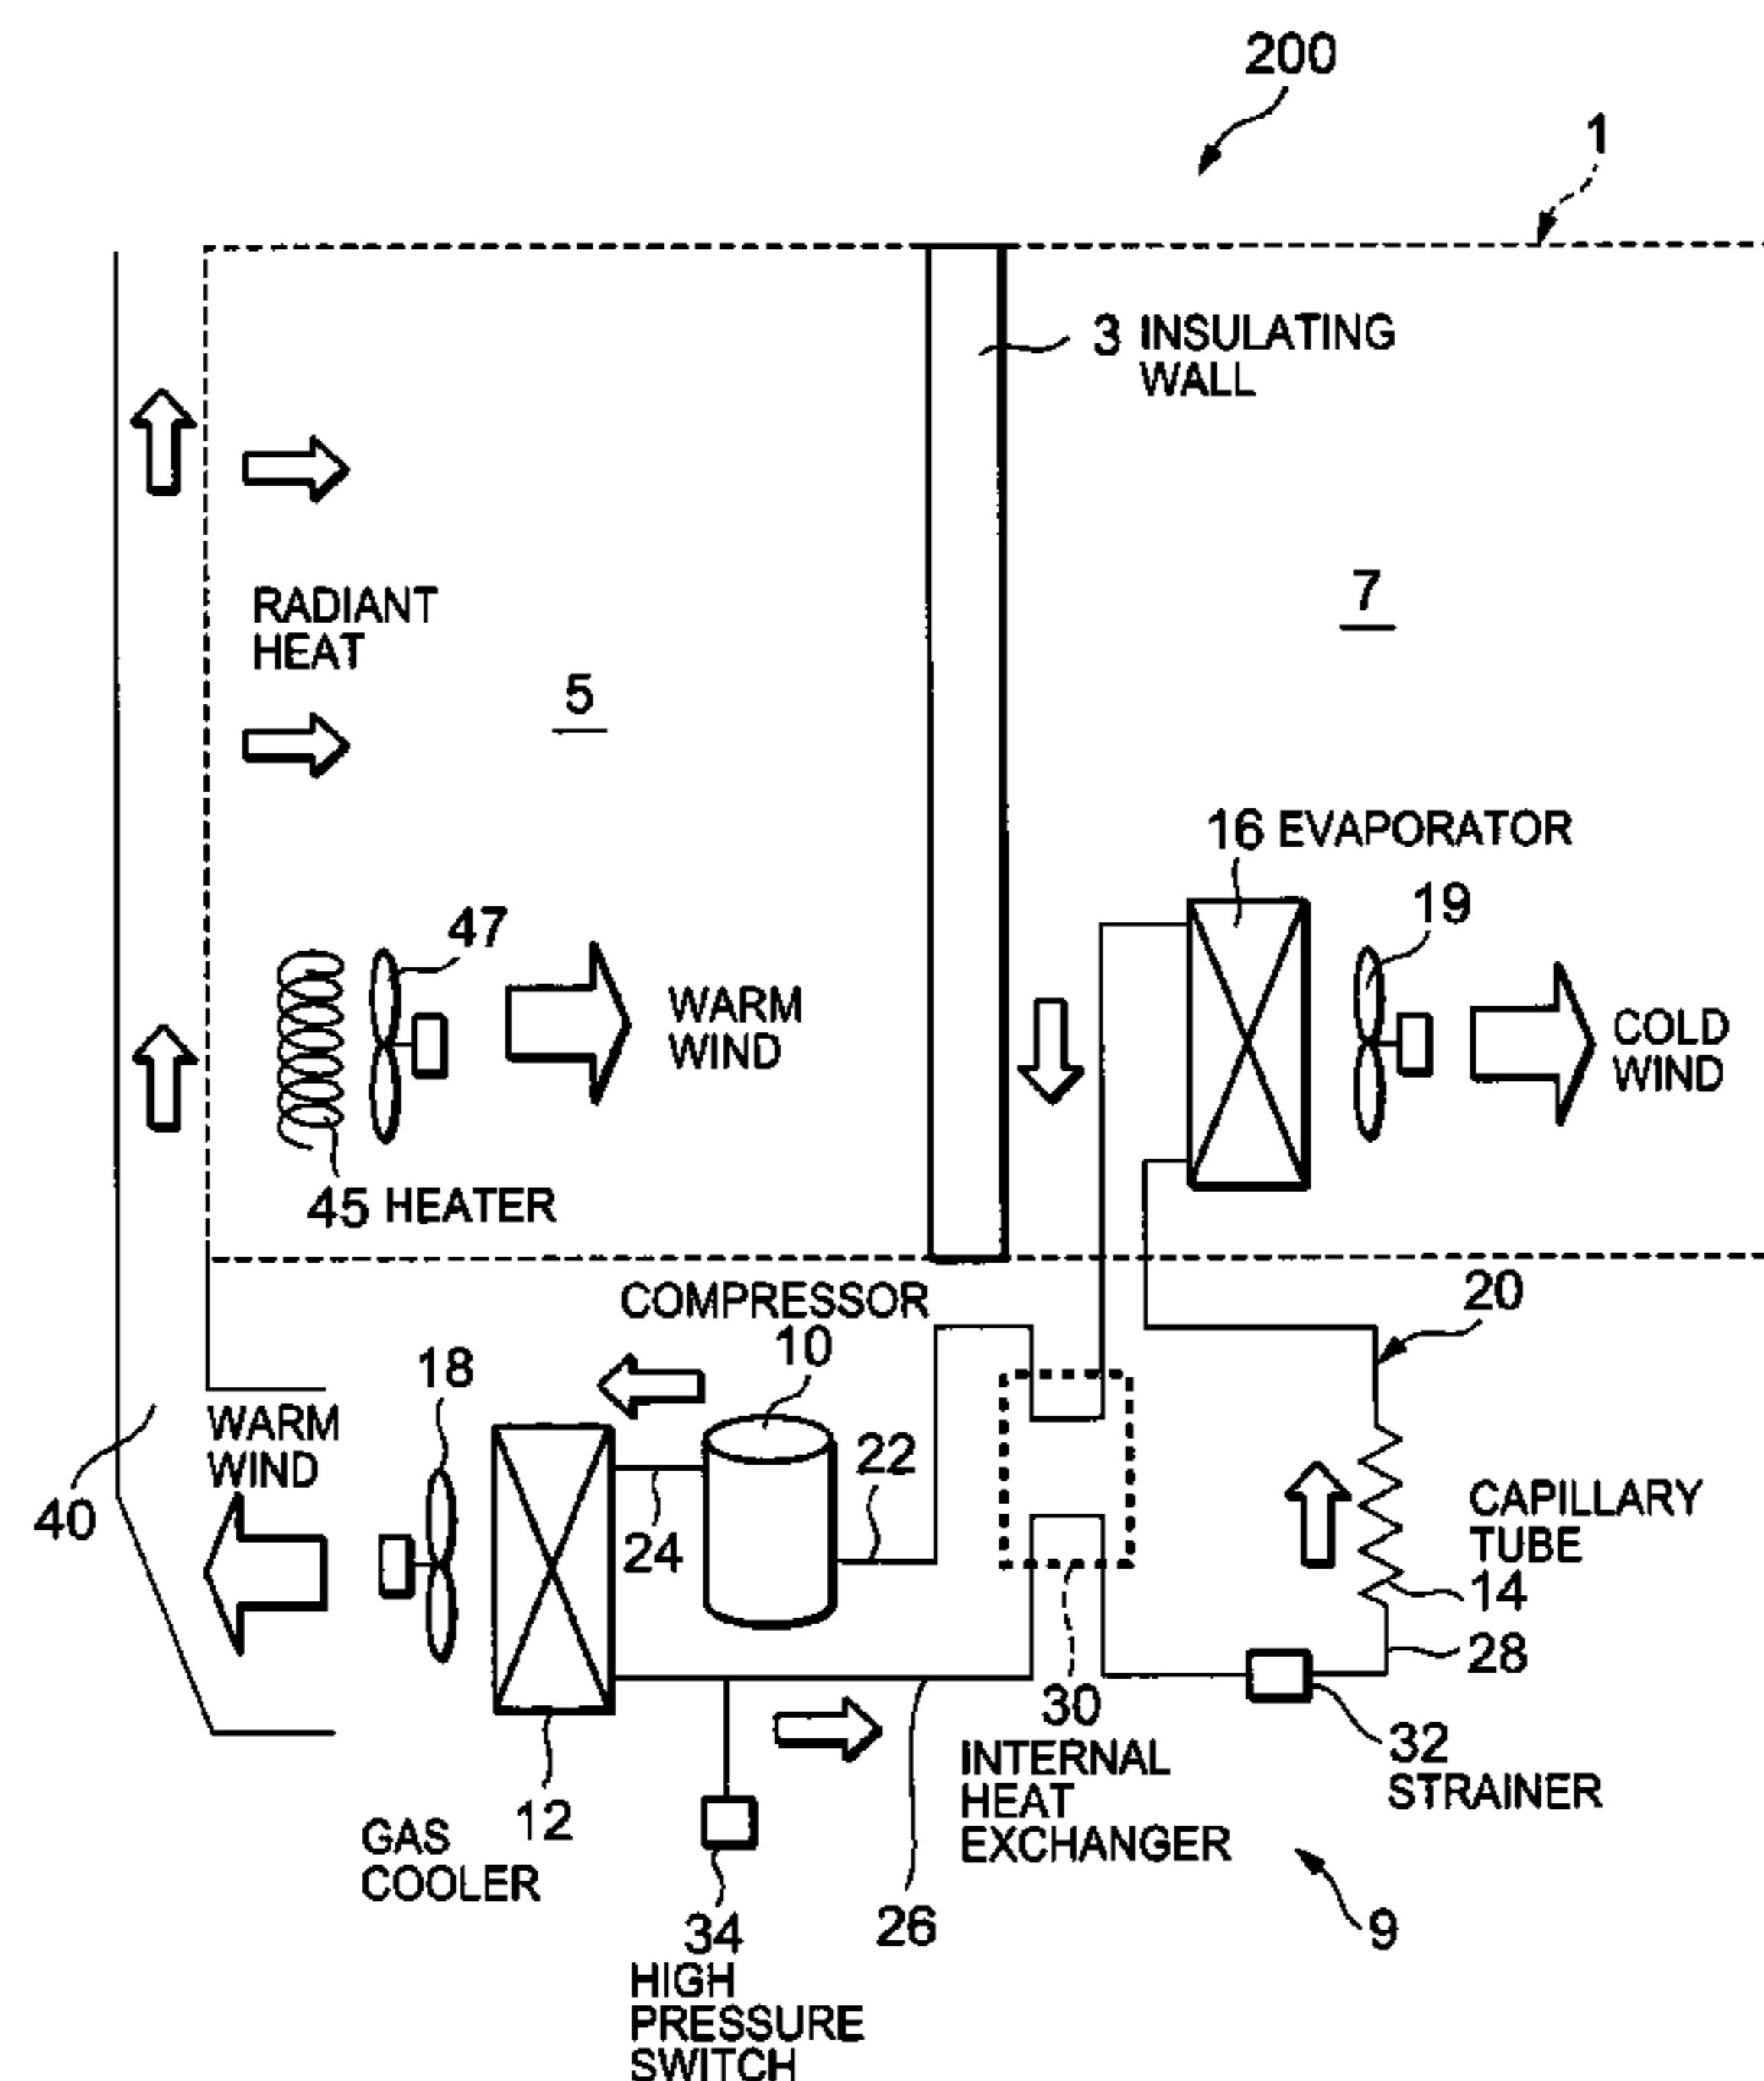 200
1
3 INSULATING
WALL
7
RADIANT
HEAT
5
16 EVAPORATOR
19
47
WARM
WIND
COLD
WIND
45 HEATER
COMPRESSOR
10
20
18
WARM
WIND
22
40
24
CAPILLARY
TUBE
14
28
30
INTERNAL
HEAT
EXCHANGER
32
STRAINER
12
GAS
COOLER
34
HIGH
PRESSURE
SWITCH
26
9